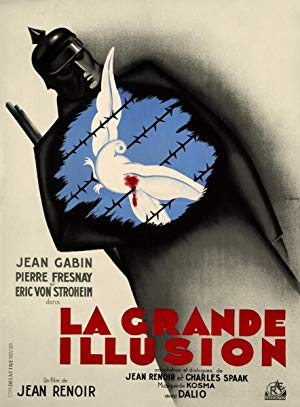 JEAN GABIN
PIERRE FRESNAY
et
ERIC VON STROHEIM
dans
LA GRANDE
ILLUSION
Un film de
JEAN RENOIR
adaptation et dialogues de
JEAN RENOIR et CHARLES SPAAK
Musique de KOSMA
avec DALIO